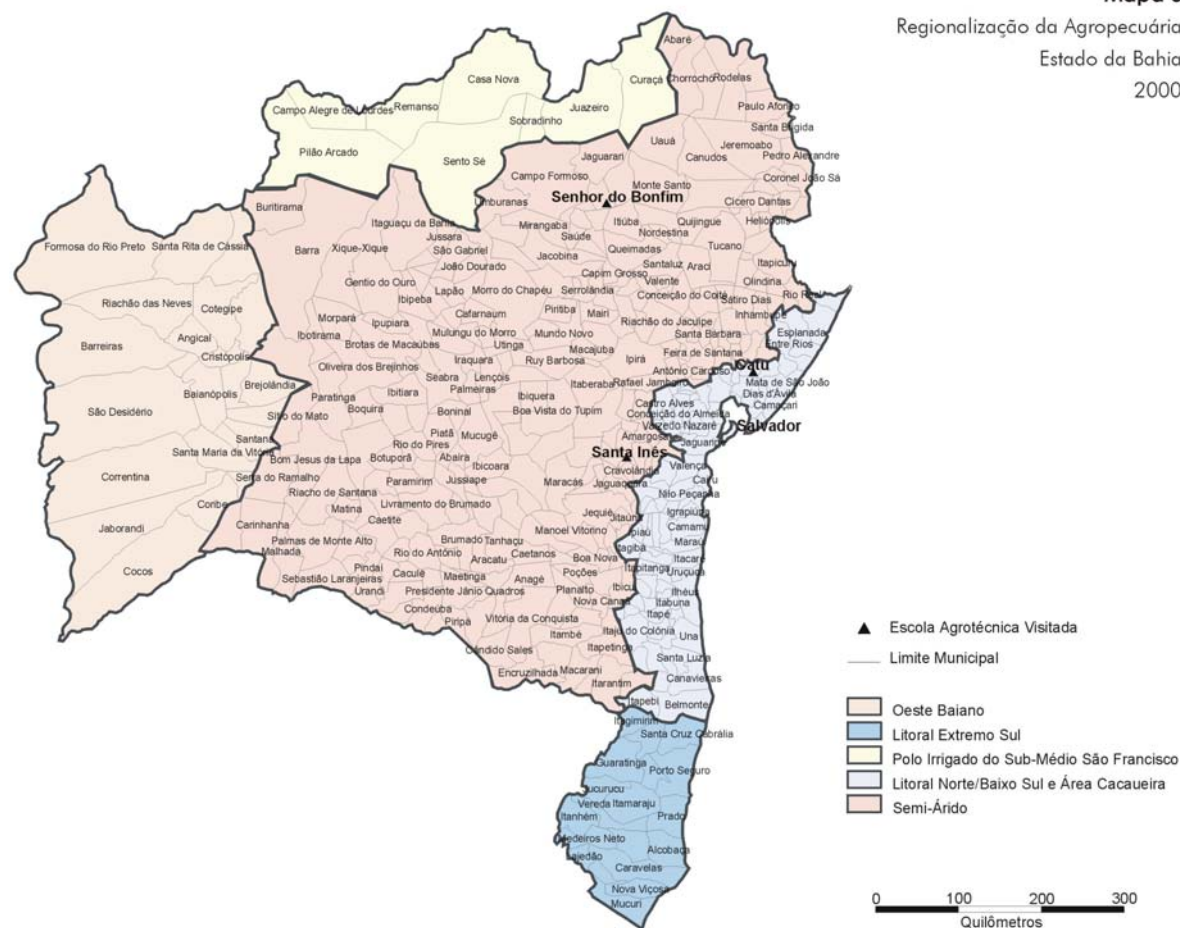 Regionalização da Agropecuária
Estado da Bahia
2000
Abaré
Chorrochó
Rodelas
Casa Nova
Curaçá
Campo Alegre de Lourdes
Remanso
Juazeiro
Sobradinho
Paulo Afonso
Santa Brígida
Pilão Arcado
Sento Sé
Uauá
Jeremoabo
Jaguarari
Canudos
Pedro Alexandre
Campo Formoso
Coronel João Sá
Monte Santo
Senhor do Bonfim
Umburanas
Cícero Dantas
Buritirama
Itaguaçu da Bahia
Mirangaba
Itiúba
Quijingue
Heliópolis
Jussara
Saúde
Nordestina
Formosa do Rio Preto
Santa Rita de Cássia
Barra
Xique-Xique
São Gabriel
Jacobina
Queimadas
Tucano
João Dourado
Santaluz
Araci
Itapicuru
Capim Grosso
Gentio do Ouro
Lapão
Morro do Chapéu
Serrolândia
Valente
Olindina
Riachão das Neves
Cotegipe
Ibipeba
Conceição do Coité
Sátiro Dias
Rio Real
Morpará
Ipupiara
Cafarnaum
Piritiba
Mairi
Inhambupe
Riachão do Jacuípe
Angical
Ibotirama
Mulungu do Morro
Mundo Novo
Santa Bárbara
Esplanada
Barreiras
Brotas de Macaúbas
Utinga
Macajuba
Feira de Santana
Entre Rios
Cristópolis
Iraquara
Ruy Barbosa
Ipirá
Oliveira dos Brejinhos
Antônio Cardoso
Catu
Brejolândia
Seabra
Lençóis
Itaberaba
Rafael Jambeiro
Mata de São João
Baianópolis
Ibitiara
Palmeiras
Dias d'Ávila
Paratinga
Ibiquera
Castro Alves
Camaçari
São Desidério
Sítio do Mato
Boquira
Boninal
Boa Vista do Tupim
Conceição do Almeida
Varzedo
Nazaré
Salvador
Santana
Piatã
Mucugê
Amargosa
Jaguaripe
Santa Maria da Vitória
Rio do Pires
Santa Inês
Bom Jesus da Lapa
Botuporã
Abaíra
Ibicoara
Cravolândia
Valença
Correntina
Serra do Ramalho
Paramirim
Jussiape
Maracás
Jaguaquara
Cairu
Riacho de Santana
Nilo Peçanha
Coribe
Matina
Livramento do Brumado
Jequié
Jitaúna
Igrapiúna
Jaborandi
Carinhanha
Caetité
Manoel Vitorino
Ipiaú
Camamu
Palmas de Monte Alto
Brumado
Tanhaçu
Itagibá
Maraú
Malhada
Rio do Antônio
Caetanos
Boa Nova
Itacaré
Cocos
Pindaí
Aracatu
Itapitanga
Sebastião Laranjeiras
Caculé
Maetinga
Anagé
Poções
Uruçuca
Urandi
Presidente Jânio Quadros
Planalto
Ibicuí
Ilhéus
Condeúba
Nova Canaã
Itabuna
Piripá
Vitória da Conquista
Itapé
Itambé
Itaju do Colônia
Una
Cândido Sales
Itapetinga
Santa Luzia
Encruzilhada
Macarani
Itarantim
Canavieiras
Itapebi
Belmonte
Itagimirim
Santa Cruz Cabrália
Guaratinga
Porto Seguro
Jucurucu
Vereda
Itamaraju
Itanhém
Prado
Medeiros Neto
Alcobaça
Lajedão
Caravelas
Nova Viçosa
Mucuri
Escola Agrotécnica Visitada
Limite Municipal
Oeste Baiano
Litoral Extremo Sul
Polo Irrigado do Sub-Médio São Francisco
Litoral Norte/Baixo Sul e Área Cacaueira
Semi-Árido
0 100 200 300
Quilômetros